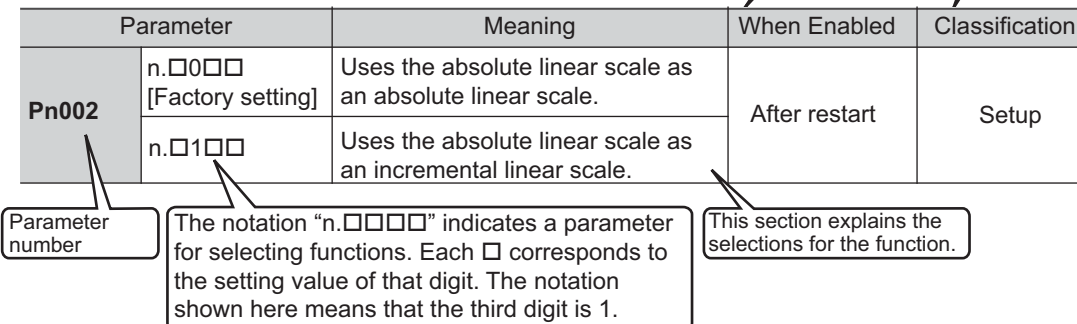 Parameter Meaning When Enabled Classification
Pn002
n.□0□□
[Factory setting]
Uses the absolute linear scale as
an absolute linear scale.
n.□1□□
Uses the absolute linear scale as
an incremental linear scale.
After restart
Setup
Parameter
number
The notation “n.□□□□” indicates a parameter
for selecting functions. Each □ corresponds to
the setting value of that digit. The notation
shown here means that the third digit is 1.
This section explains the
selections for the function.